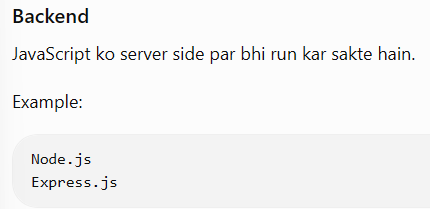 Backend
JavaScript ko server side par bhi run kar sakte hain.
Example:
Node.js
Express.js